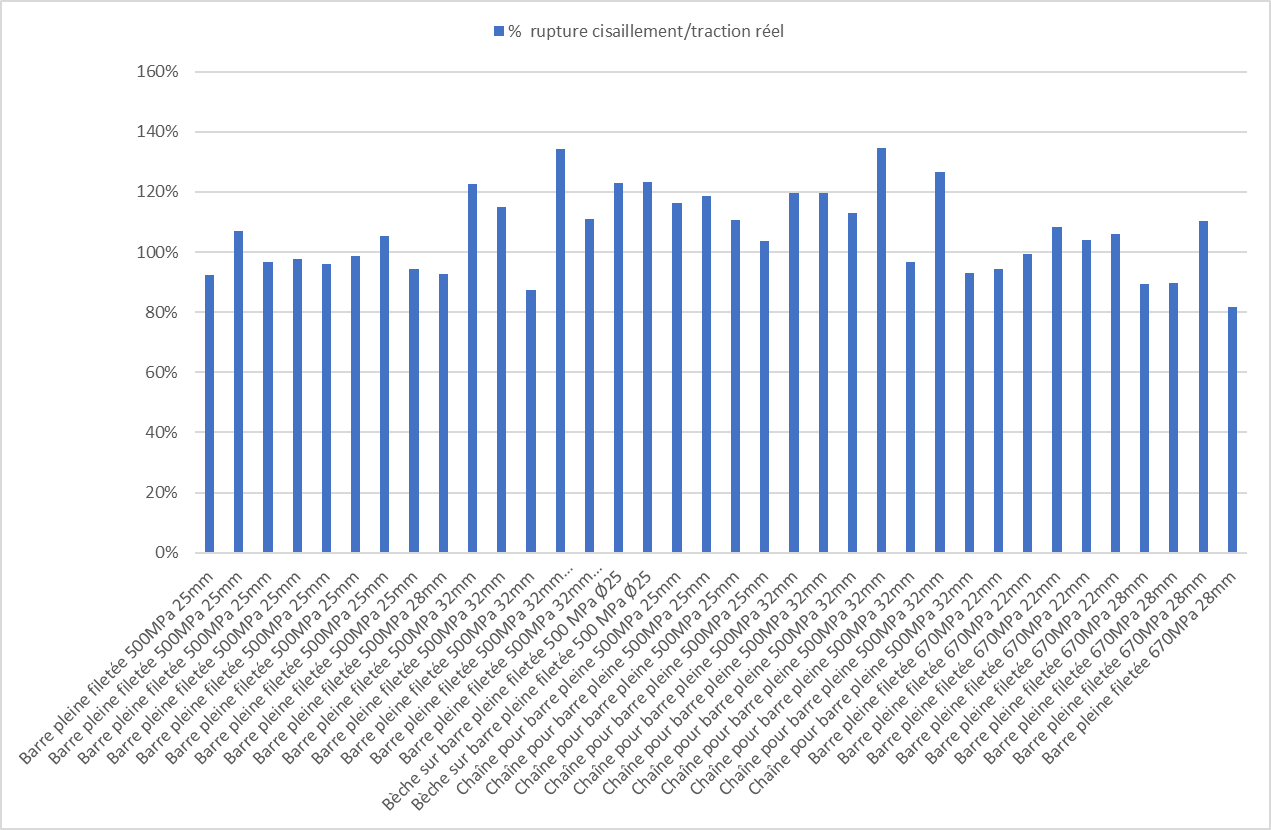 % rupture cisaillement/traction réel
160%
140%
120%
100%
80%
60%
40%
20%
0%
Barre pleine filetée 500MPa 25mm
Barre pleine filetée 500MPa 25mm
Barre pleine filetée 500MPa 25mm
Barre pleine filetée 500MPa 25mm
Barre pleine filetée 500MPa 25mm
Barre pleine filetée 500MPa 25mm
Barre pleine filetée 500MPa 25mm
Barre pleine filetée 500MPa 25mm
Barre pleine filetée 500MPa 28mm
Barre pleine filetée 500MPa 32mm
Barre pleine filetée 500MPa 32mm
Barre pleine filetée 500MPa 32mm
Barre pleine filetée 500MPa 32mm…
Barre pleine filetée 500MPa 32mm…
Bèche sur barre pleine filetée 500 MPa Ø25
Bèche sur barre pleine filetée 500 MPa Ø25
Chaîne pour barre pleine 500MPa 25mm
Chaîne pour barre pleine 500MPa 25mm
Chaîne pour barre pleine 500MPa 25mm
Chaîne pour barre pleine 500MPa 25mm
Chaîne pour barre pleine 500MPa 32mm
Chaîne pour barre pleine 500MPa 32mm
Chaîne pour barre pleine 500MPa 32mm
Chaîne pour barre pleine 500MPa 32mm
Chaîne pour barre pleine 500MPa 32mm
Chaîne pour barre pleine 500MPa 32mm
Chaîne pour barre pleine 500MPa 32mm
Barre pleine filetée 670MPa 22mm
Barre pleine filetée 670MPa 22mm
Barre pleine filetée 670MPa 22mm
Barre pleine filetée 670MPa 22mm
Barre pleine filetée 670MPa 22mm
Barre pleine filetée 670MPa 28mm
Barre pleine filetée 670MPa 28mm
Barre pleine filetée 670MPa 28mm
Barre pleine filetée 670MPa 28mm